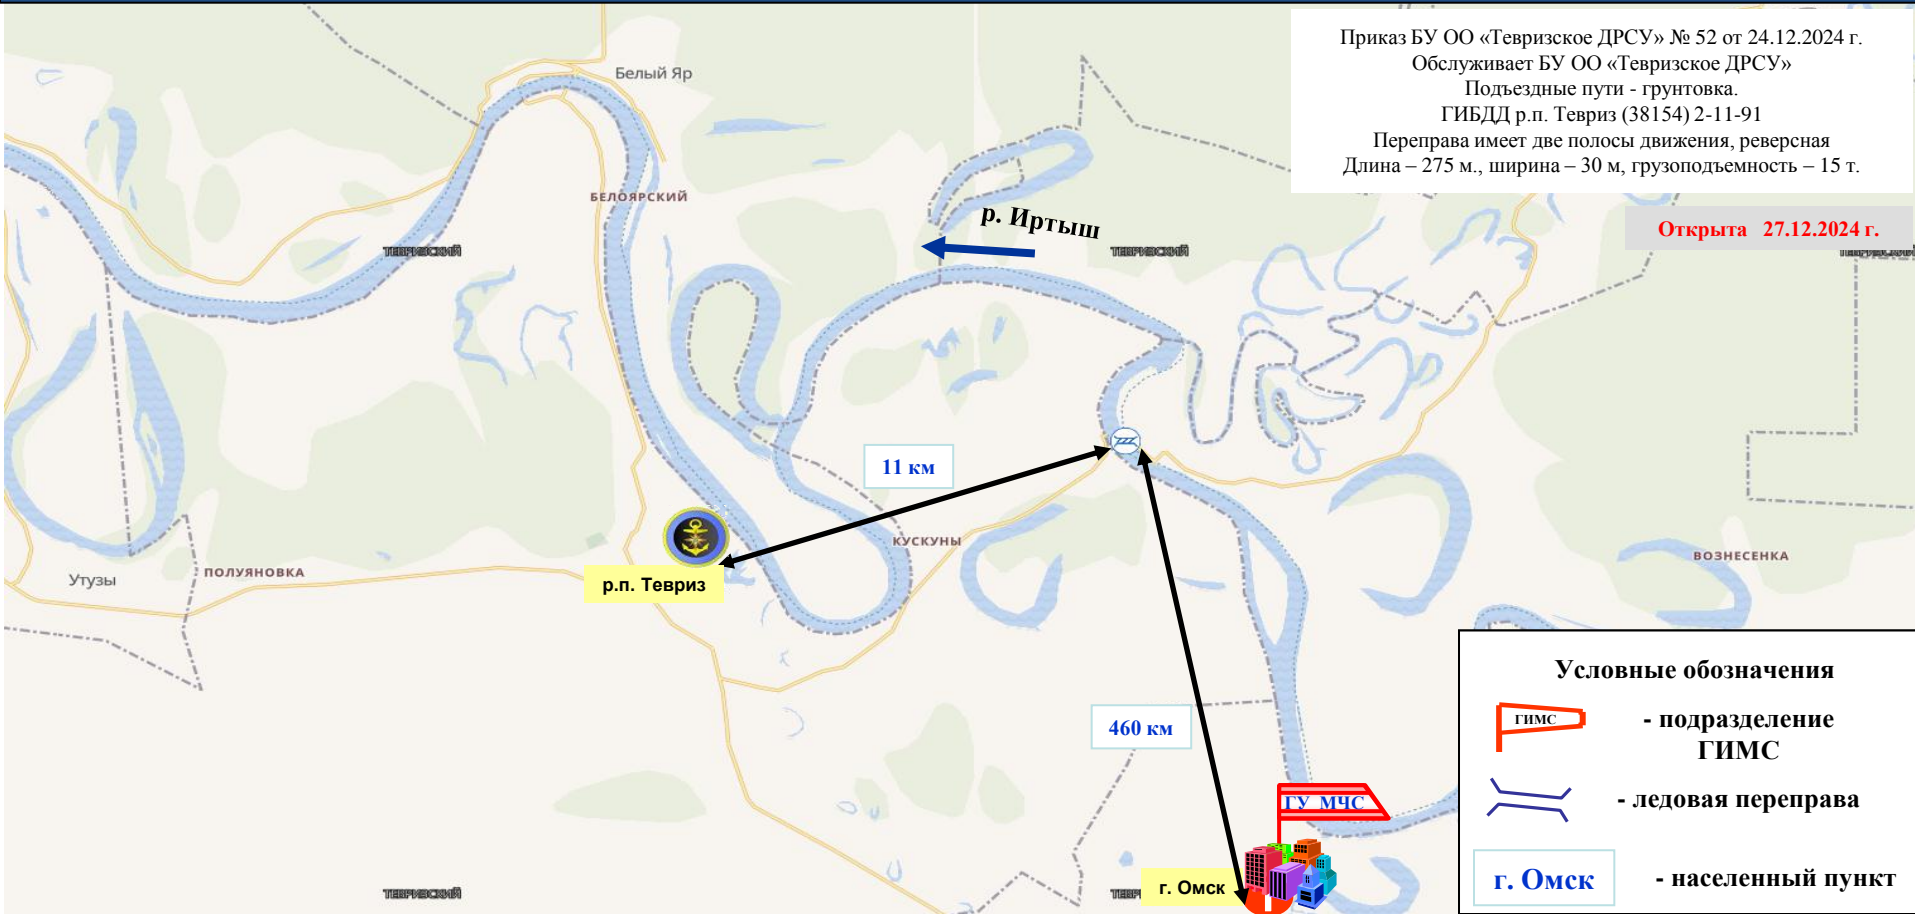 Приказ БУ ОО «Тевризское ДРСУ» № 52 от 24.12.2024 г.
Обслуживает БУ ОО «Тевризское ДРСУ»
Подъездные пути - грунтовка.
ГИБДД р.п. Тевриз (38154) 2-11-91
Переправа имеет две полосы движения, реверсная
Длина – 275 м., ширина – 30 м, грузоподъемность – 15 т.
Белый Яр
БЕЛОЯРСКИЙ
р. Иртыш
Открыта 27.12.2024 г.
ТЕВРИЗСКИЙ
ТЕВРИЗСКИЙ
ТЕВРИЗСКИЙ
11 км
КУСКУНЫ
ВОЗНЕСЕНКА
Утузы
ПОЛУЯНОВКА
р.п. Тевриз
460 км
ГУ МЧС
г. Омск
ТЕВРИЗСКИЙ
Условные обозначения
ГИМС
- подразделение
ГИМС
- ледовая переправа
г. Омск
- населенный пункт